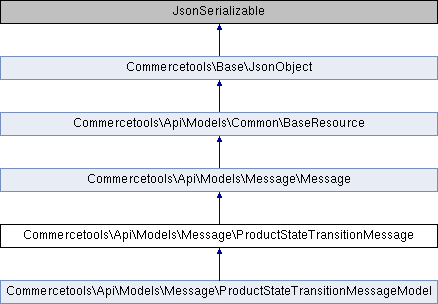 JsonSerializable
Commercetools\Base\JsonObject
Commercetools\Api\Models\Common\BaseResource
Commercetools\Api\Models\Message\Message
Commercetools\Api\Models\Message\ProductStateTransitionMessage
Commercetools\Api\Models\Message\ProductStateTransitionMessageModel